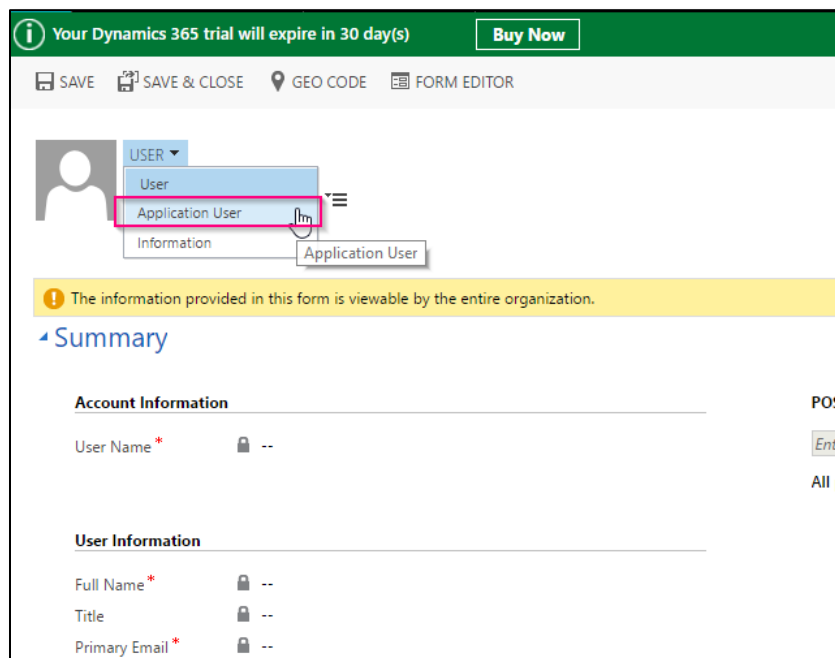 Your Dynamics 365 trial will expire in 30 day(s) Buy Now
SAVE SAVE & CLOSE GEO CODE FORM EDITOR
USER
User
Application User
Information
Application User
The information provided in this form is viewable by the entire organization.
Summary
Account Information
User Name* --
POS
Ent
All
User Information
Full Name* --
Title --
Primary Email* --